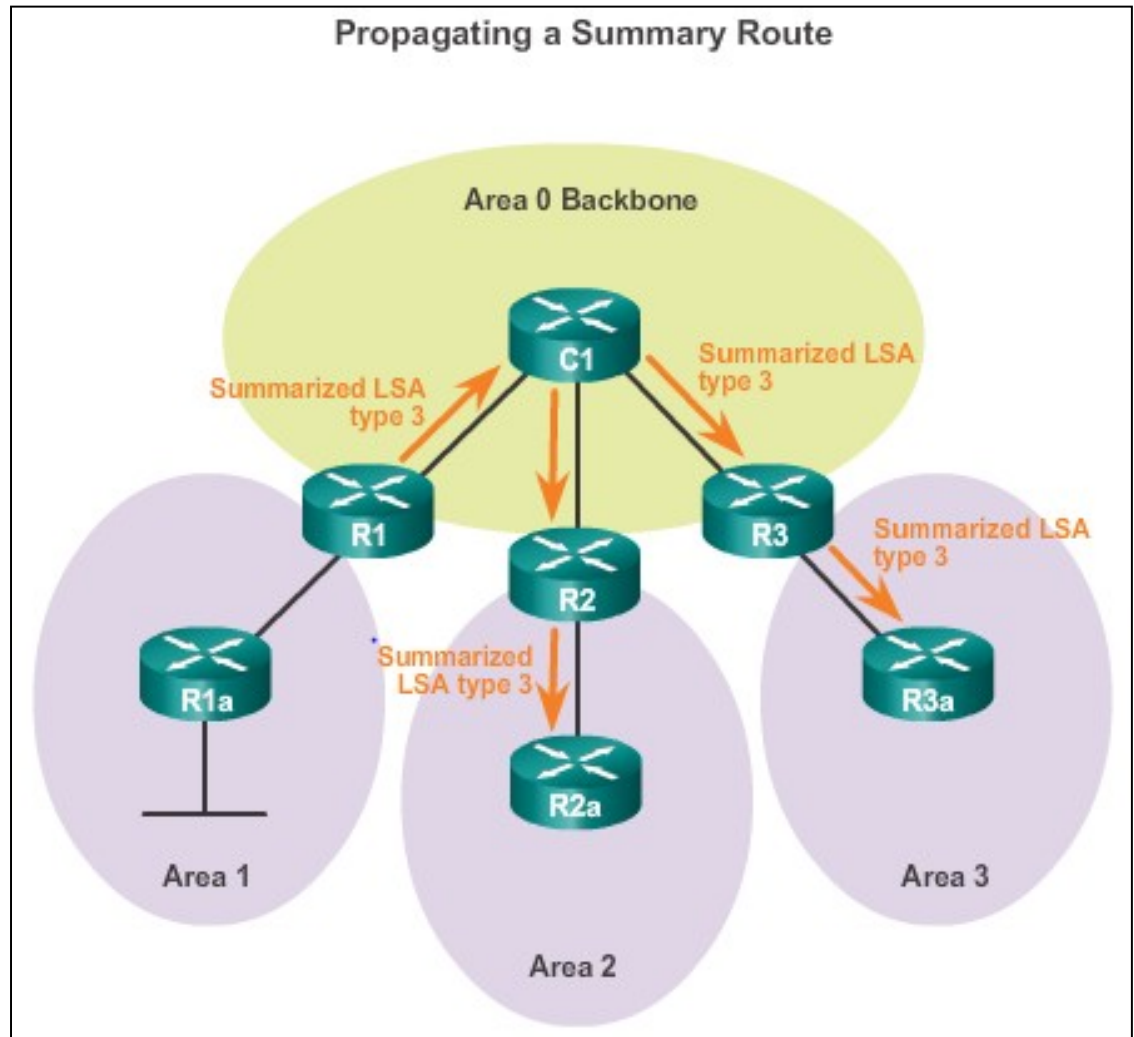 Propagating a Summary Route
Area 0 Backbone
C1
Summarized LSA
type 3
Summarized LSA
type 3
R1
R3
Summarized LSA
type 3
R2
R1a
Summarized
LSA type 3
R3a
R2a
Area 1
Area 3
Area 2